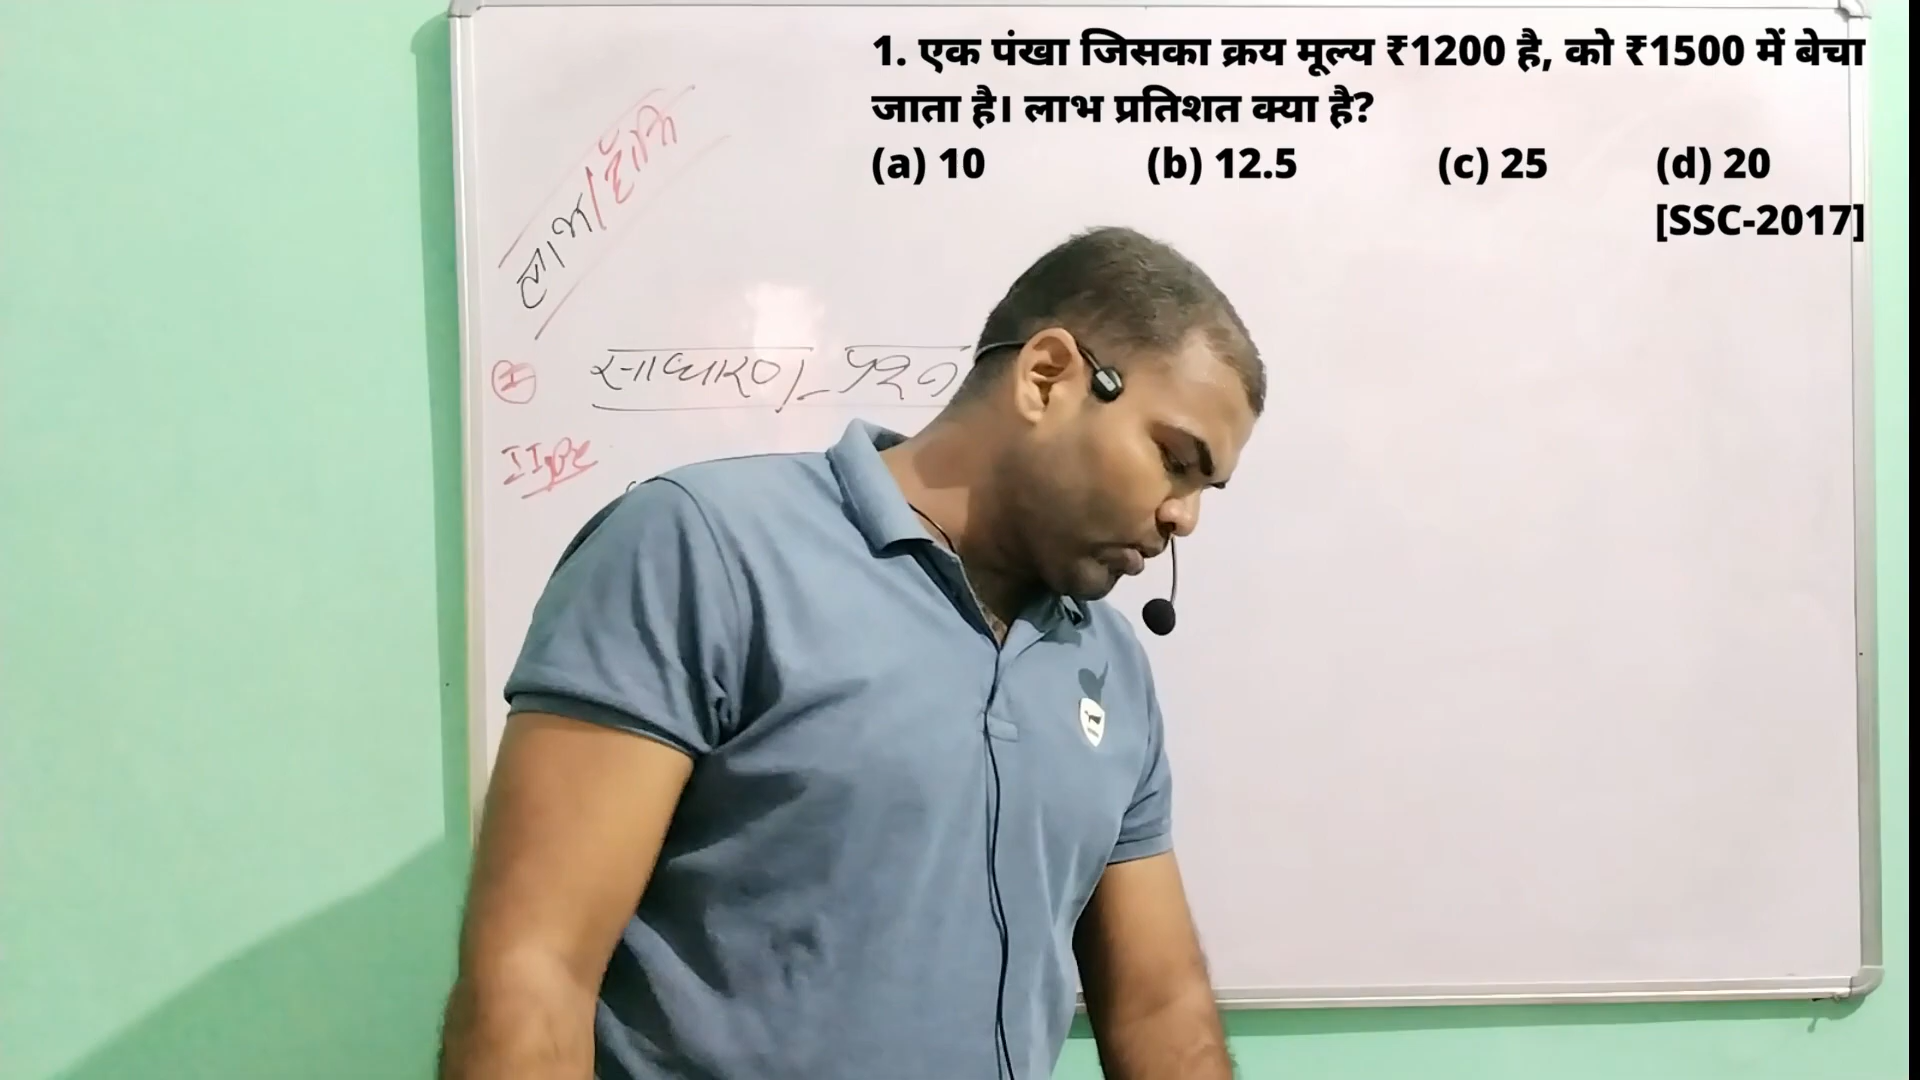 1. एक पंखा जिसका क्रय मूल्य ₹1200 है, को ₹1500 में बेचा
जाता है। लाभ प्रतिशत क्या है?
(a) 10 (b) 12.5 (c) 25 (d) 20
[SSC-2017]
लाभ/हानि
I साधारण प्रश्न